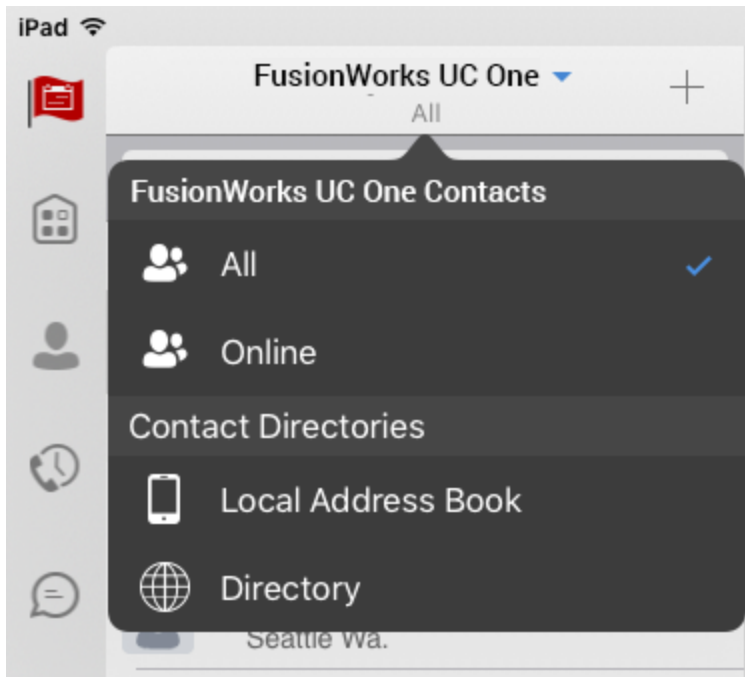 iPad
FusionWorks UC One
All
FusionWorks UC One Contacts
All
Online
Contact Directories
Local Address Book
Directory
Seattle Wa.